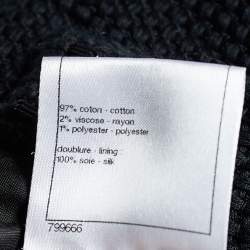 97% coton - cotton
2% viscose - rayon
1% polyester - polyester
doublure - lining :
100% soie - silk
799666